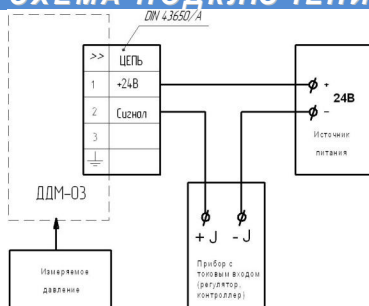 СХЕМА ПОДКЛЮЧЕНИ
DIN 43650/A
>> ЦЕПЬ
1 +24В
2 Сигнал
3
+
24В
–
Источник
питания
ДДМ-03
+ J - J
Измеряемое
давление
Прибор с
токовым входом
(регулятор,
контроллер)